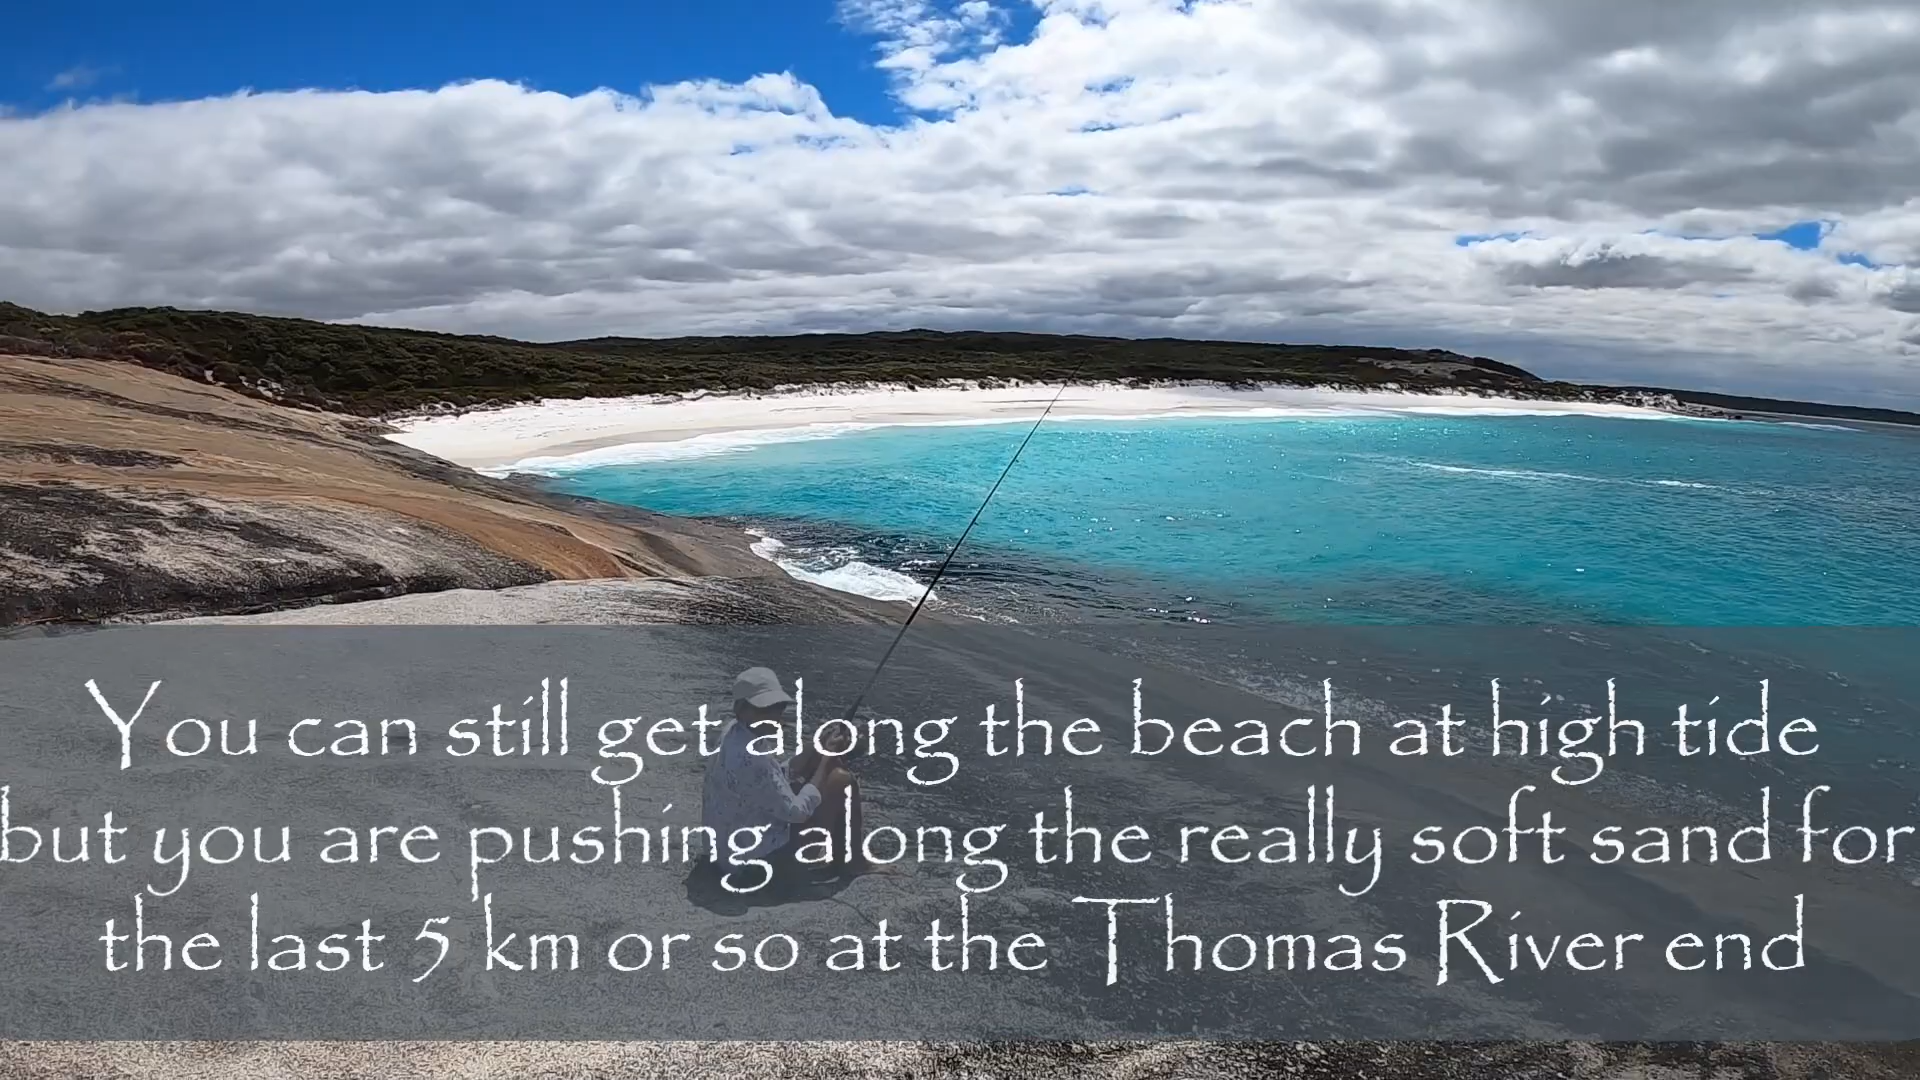 You can still get along the beach at high tide
but you are pushing along the really soft sand for
the last 5 km or so at the Thomas River end